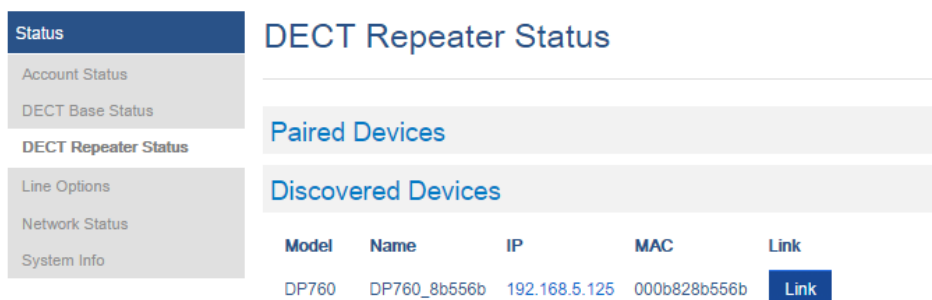 Status
Account Status
DECT Base Status
DECT Repeater Status
Line Options
Network Status
System Info
DECT Repeater Status
Paired Devices
Discovered Devices
Model Name IP MAC Link
DP760 DP760_8b556b 192.168.5.125 000b828b556b Link